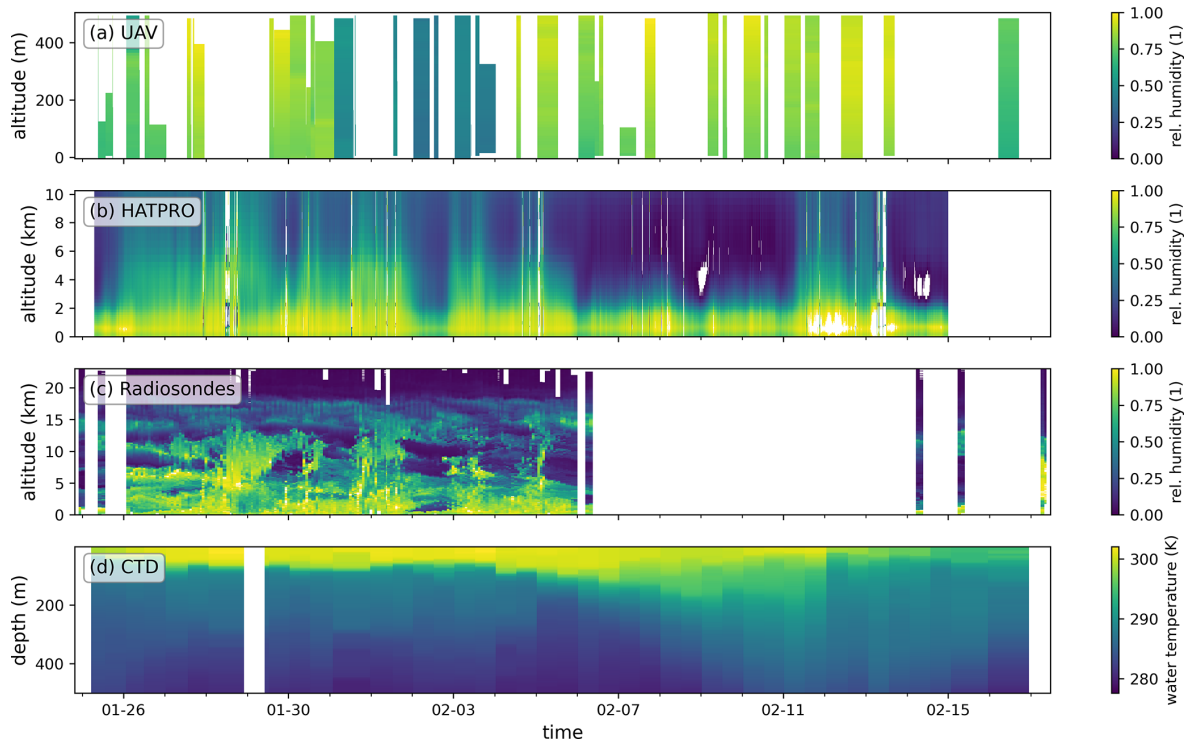 (a) UAV
400
200
0
altitude (m)
1.00
0.75
0.50
0.25
0.00
rel. humidity (1)
(b) HATPRO
10
8
6
4
2
0
altitude (km)
1.00
0.75
0.50
0.25
0.00
rel. humidity (1)
(c) Radiosondes
20
15
10
5
0
altitude (km)
1.00
0.75
0.50
0.25
0.00
rel. humidity (1)
(d) CTD
200
400
depth (m)
300
290
280
water temperature (K)
01-26 01-30 02-03 02-07 02-11 02-15
time